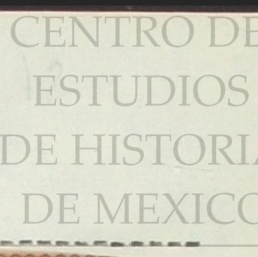 CENTRO DE
ESTUDIOS
DE HISTORIA
DE MEXICO